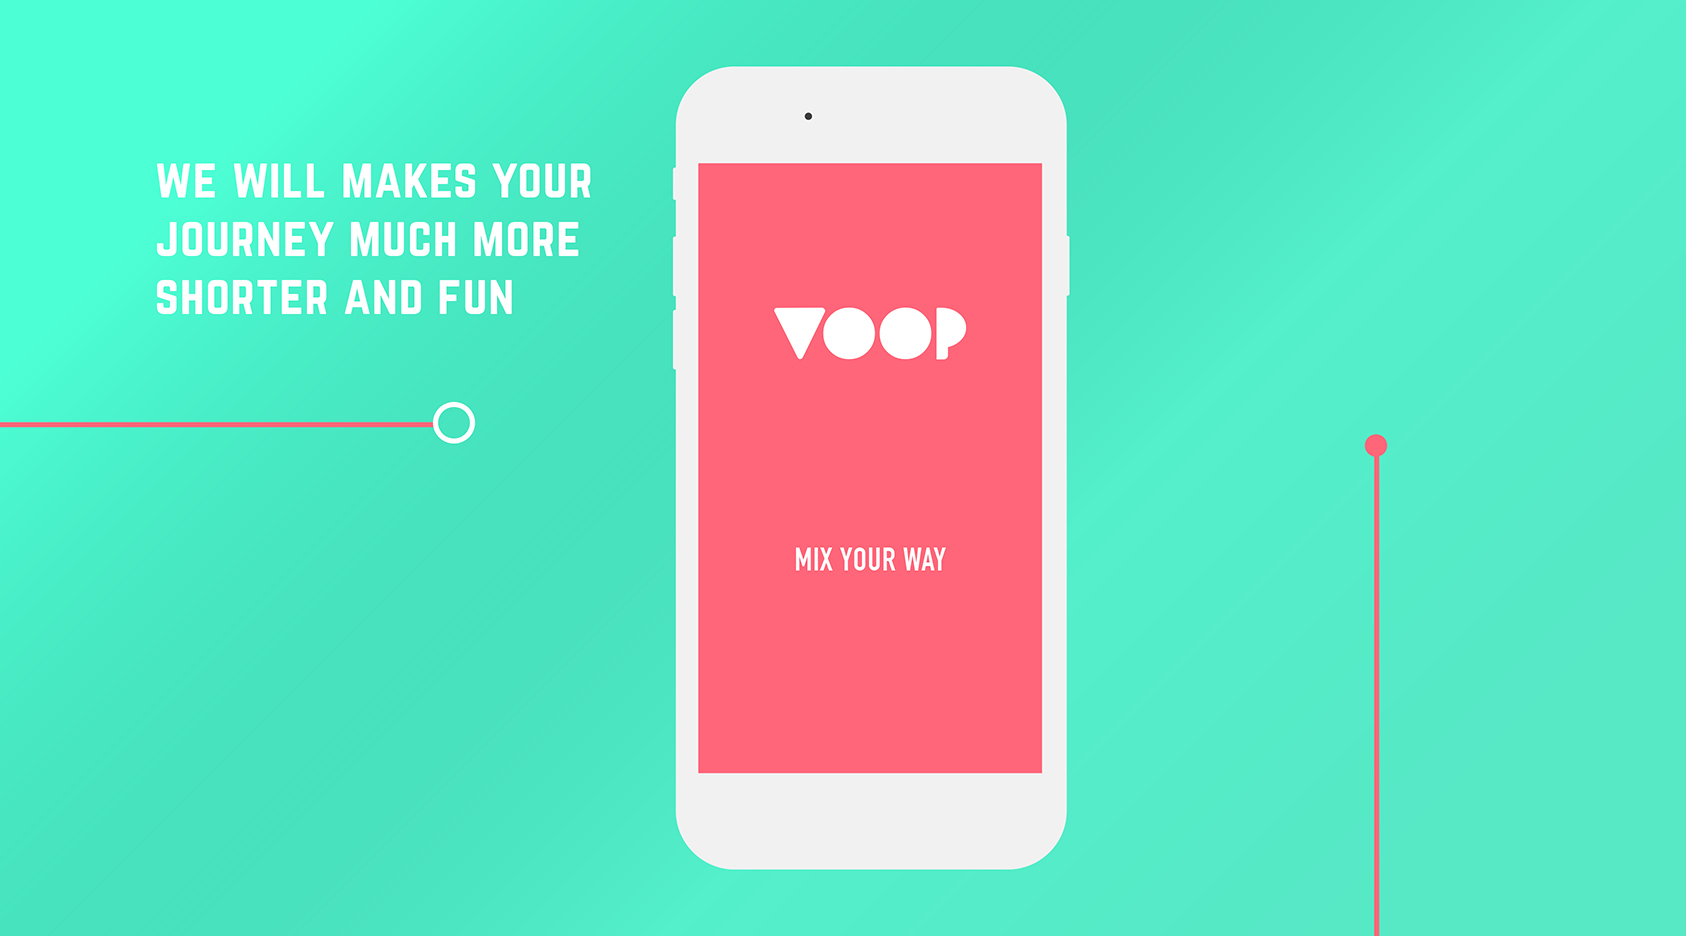 WE WILL MAKES YOUR
JOURNEY MUCH MORE
SHORTER AND FUN
VOOP
MIX YOUR WAY